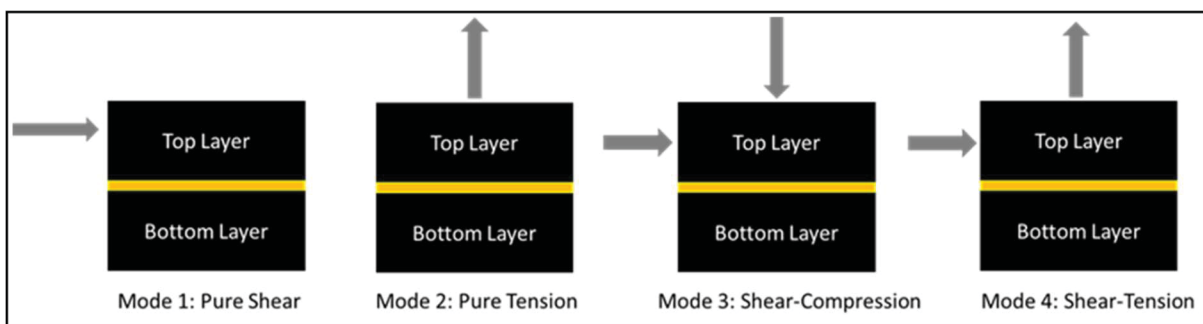 Top Layer
Bottom Layer
Mode 1: Pure Shear
Top Layer
Bottom Layer
Mode 2: Pure Tension
Top Layer
Bottom Layer
Mode 3: Shear-Compression
Top Layer
Bottom Layer
Mode 4: Shear-Tension